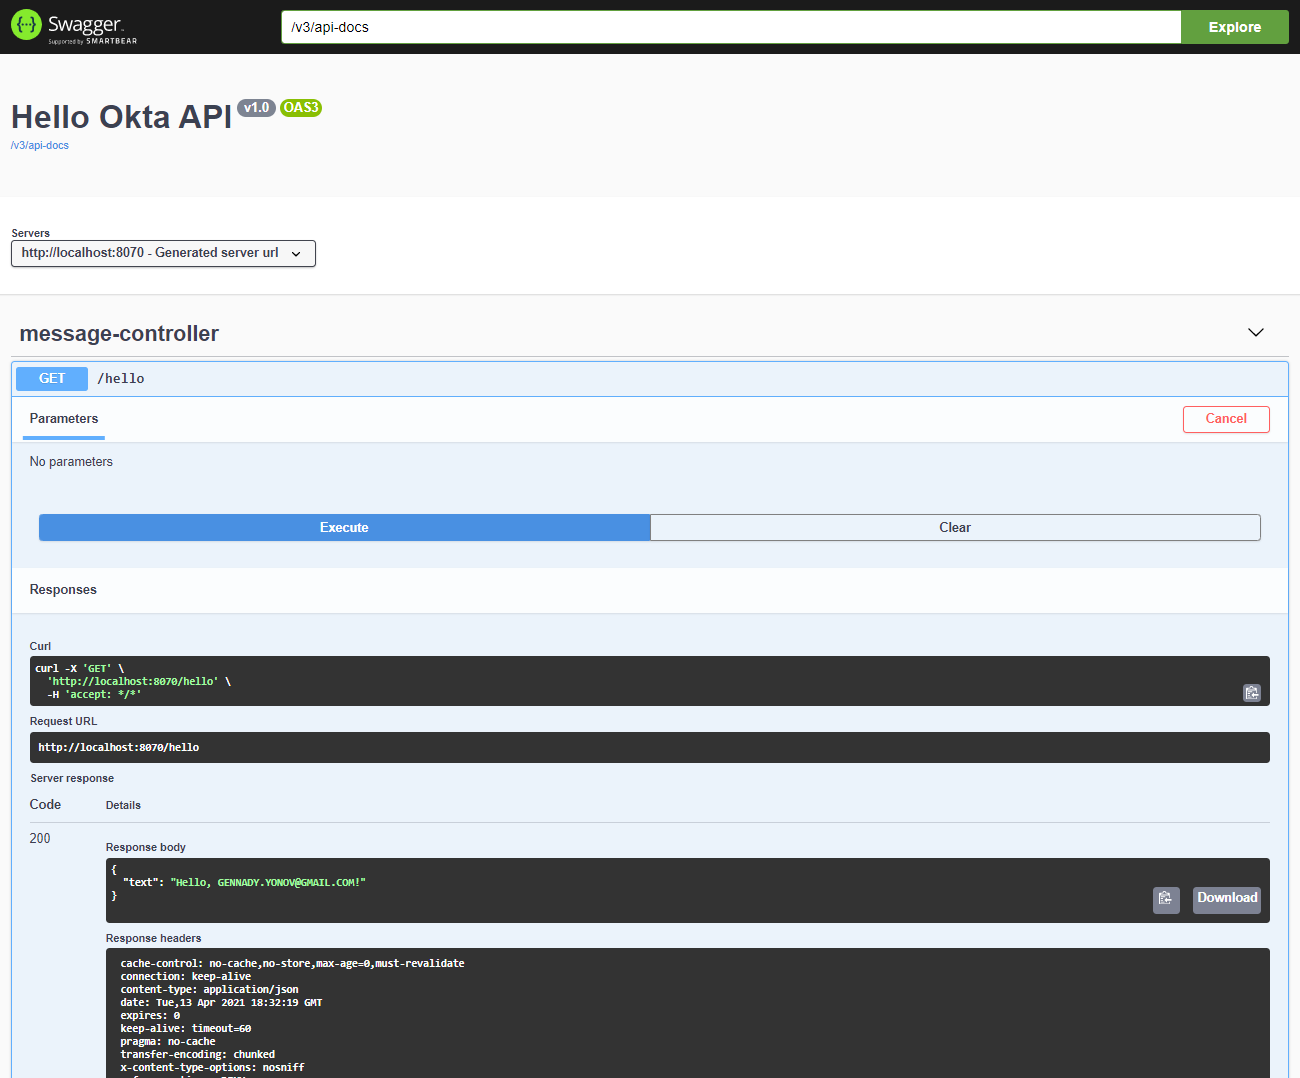 Swagger
Supported by SMARTBEAR
/v3/api-docs
Explore
Hello Okta API v1.0 OAS3
/v3/api-docs
Servers
http://localhost:8070 - Generated server url
message-controller
GET /hello
Parameters
Cancel
No parameters
Execute
Clear
Responses
Curl
curl -X 'GET' \
  'http://localhost:8070/hello' \
  -H 'accept: */*'
Request URL
http://localhost:8070/hello
Server response
Code Details
200
Response body
{
  "text": "Hello, GENNADY.YONOV@GMAIL.COM!"
}
Download
Response headers
cache-control: no-cache,no-store,max-age=0,must-revalidate
connection: keep-alive
content-type: application/json
date: Tue,13 Apr 2021 18:32:19 GMT
expires: 0
keep-alive: timeout=60
pragma: no-cache
transfer-encoding: chunked
x-content-type-options: nosniff